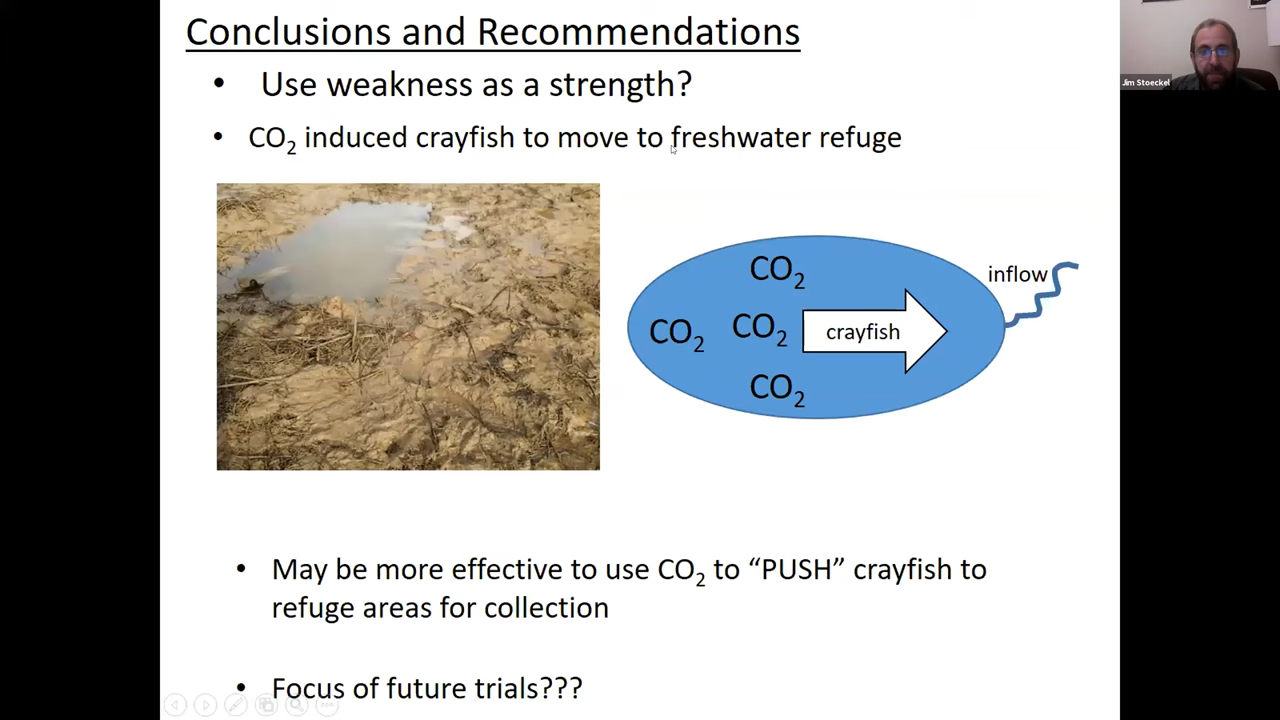 Conclusions and Recommendations
• Use weakness as a strength?
• CO₂ induced crayfish to move to freshwater refuge
CO₂
CO₂ CO₂
CO₂
crayfish
inflow
• May be more effective to use CO₂ to “PUSH” crayfish to
refuge areas for collection
• Focus of future trials???
Jim Stoeckel